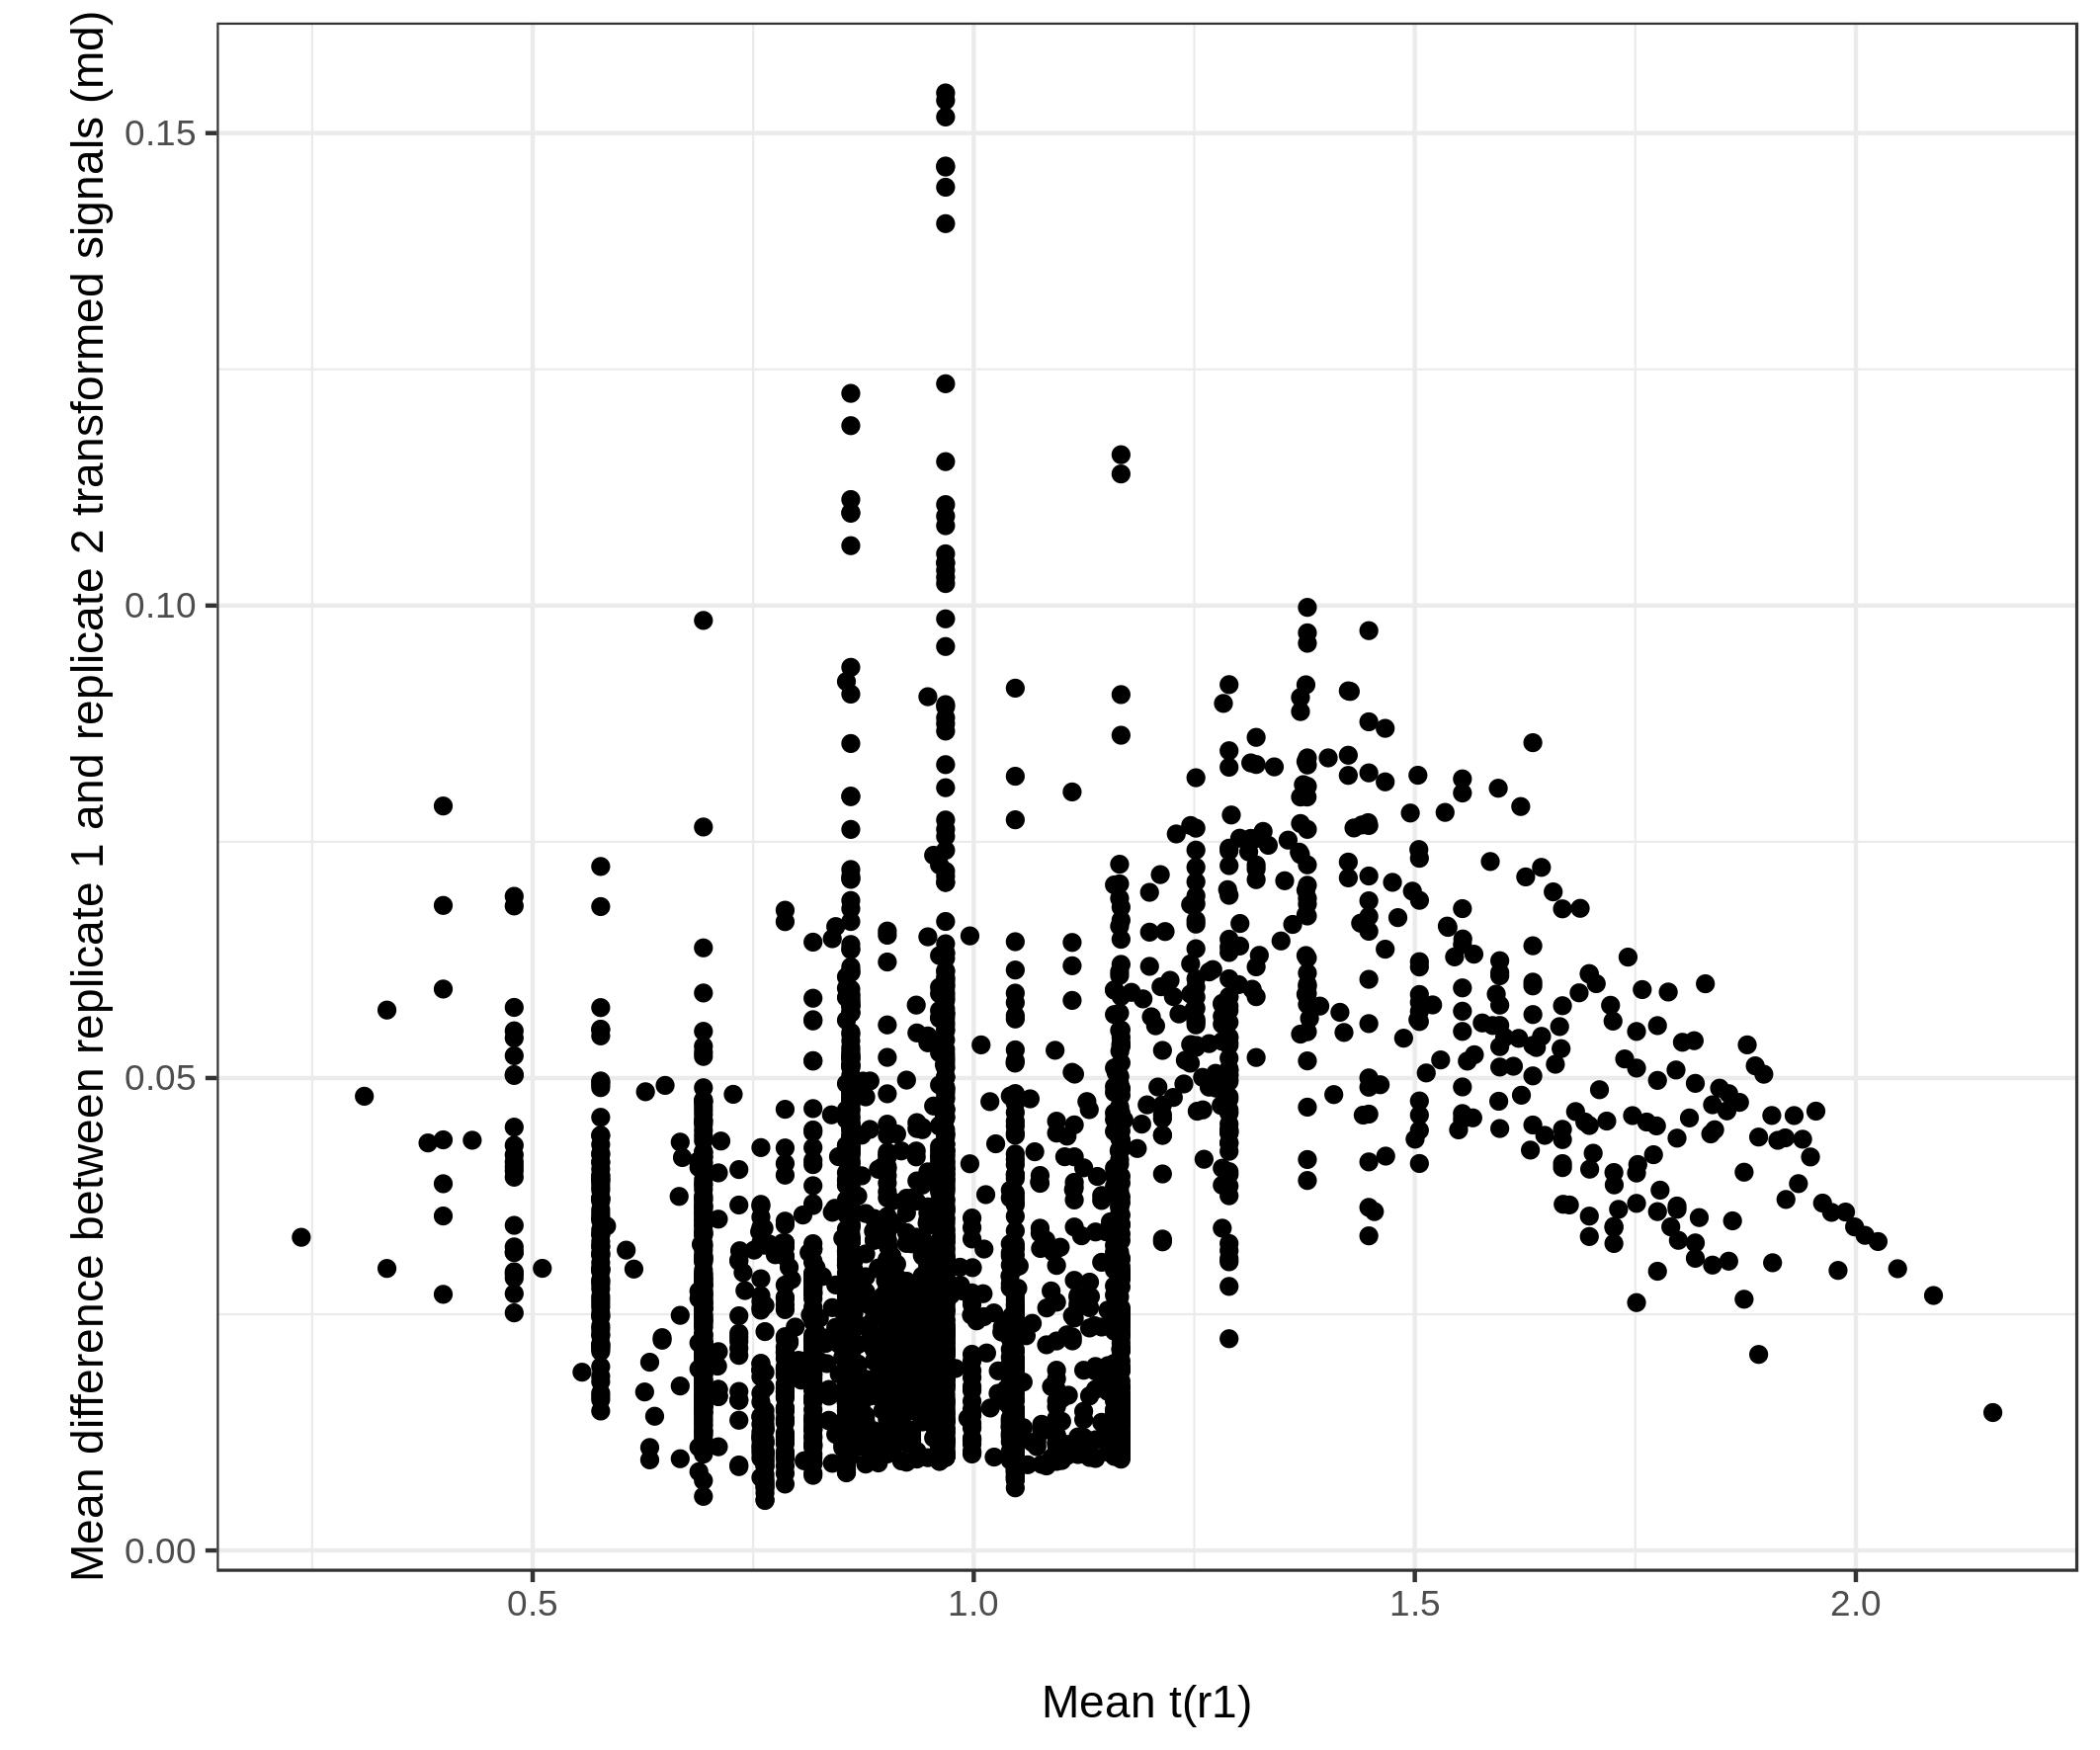 Mean difference between replicate 1 and replicate 2 transformed signals (md)
0.15
0.10
0.05
0.00
0.5 1.0 1.5 2.0
Mean t(r1)